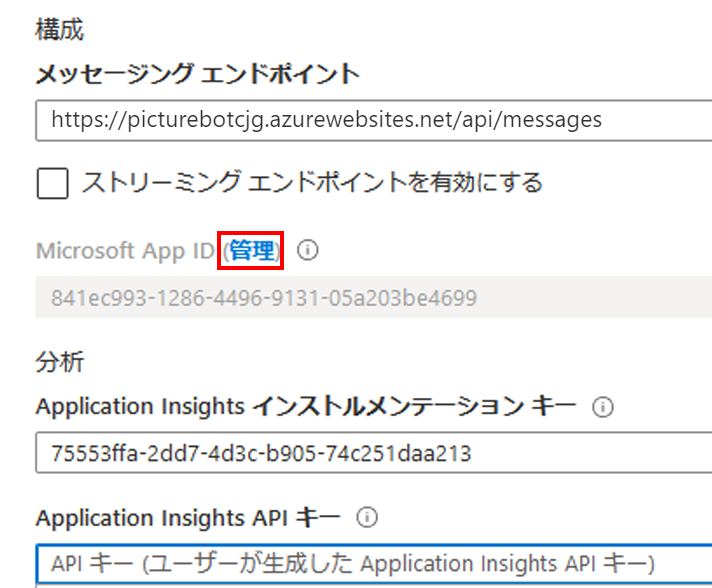 構成
メッセージング エンドポイント
https://picturebotcjg.azurewebsites.net/api/messages
ストリーミング エンドポイントを有効にする
Microsoft App ID (管理)
841ec993-1286-4496-9131-05a203be4699
分析
Application Insights インストルメンテーション キー
75553ffa-2dd7-4d3c-b905-74c251daa213
Application Insights API キー
API キー (ユーザーが生成した Application Insights API キー)